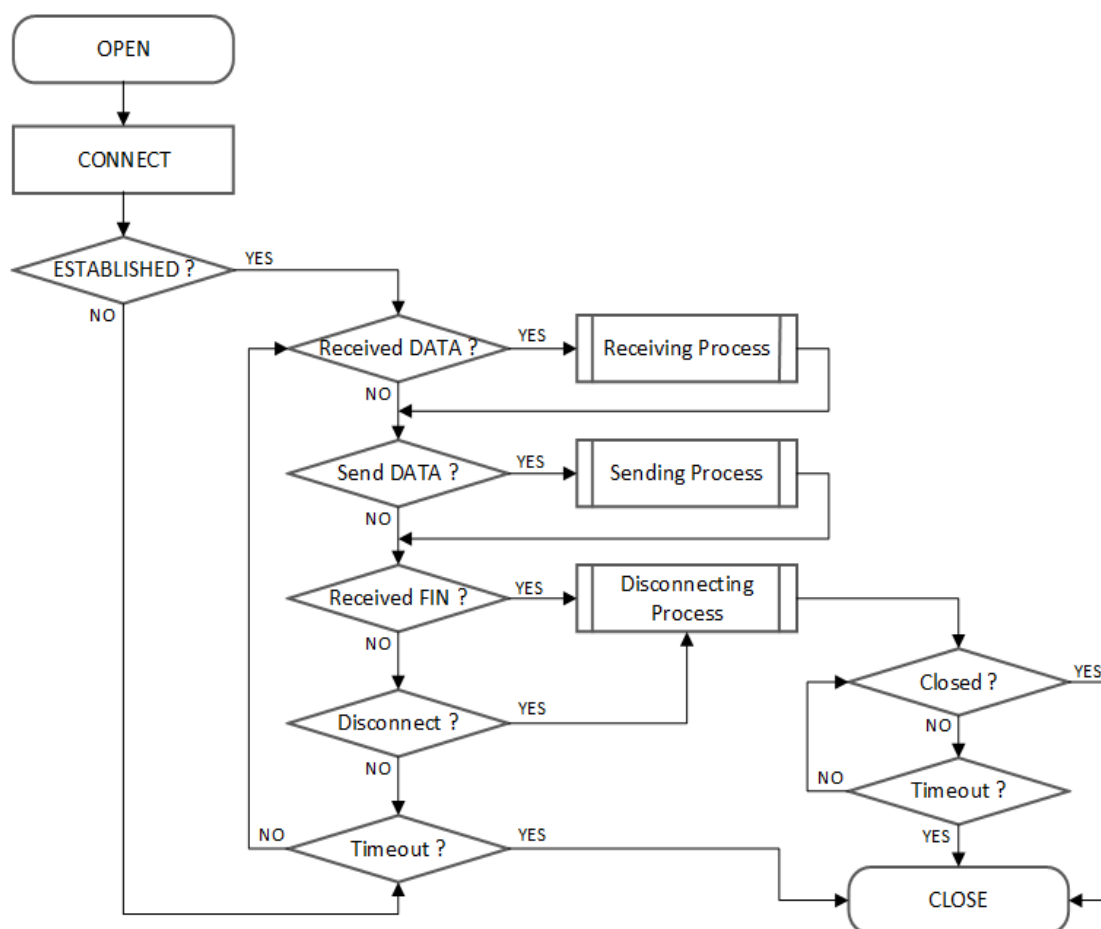 OPEN
CONNECT
ESTABLISHED ?
YES
NO
Received DATA ?
YES
Receiving Process
NO
Send DATA ?
YES
Sending Process
NO
Received FIN ?
YES
Disconnecting
Process
NO
Closed ?
YES
Disconnect ?
YES
NO
NO
NO
Timeout ?
NO
Timeout ?
YES
YES
CLOSE